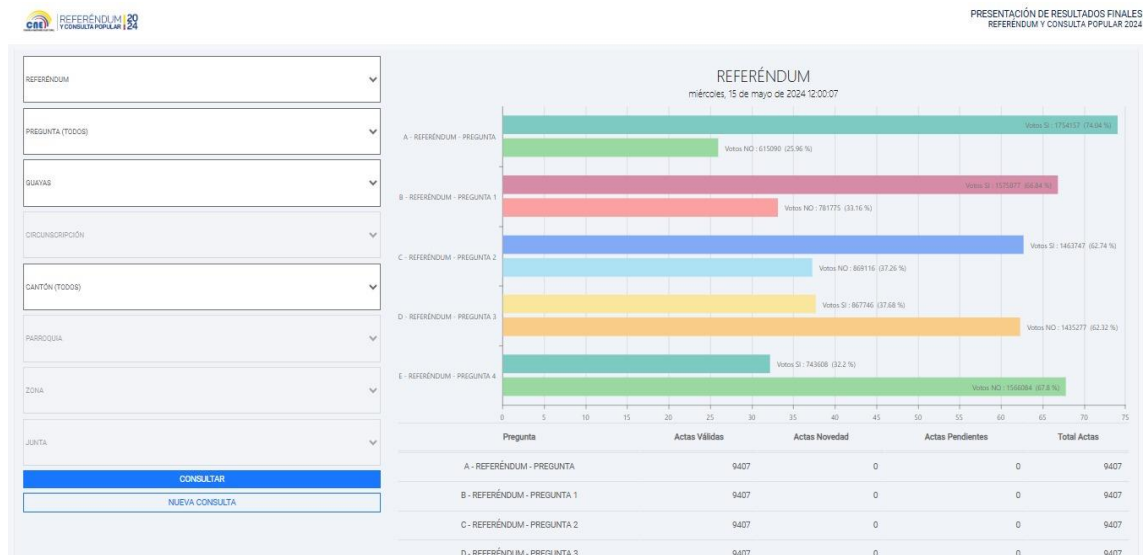 cne REFERÉNDUM Y CONSULTA POPULAR 2024
PRESENTACIÓN DE RESULTADOS FINALES
REFERÉNDUM Y CONSULTA POPULAR 2024
REFERÉNDUM
PREGUNTA (TODOS)
GUAYAS
CIRCUNSCRIPCIÓN
CANTÓN (TODOS)
PARROQUIA
ZONA
JUNTA
CONSULTAR
NUEVA CONSULTA
REFERÉNDUM
miércoles, 15 de mayo de 2024 12:00:07
A - REFERÉNDUM - PREGUNTA
Votos SI : 1754157 (74.04 %)
Votos NO : 615090 (25.96 %)
B - REFERÉNDUM - PREGUNTA 1
Votos SI : 1575877 (66.84 %)
Votos NO : 781775 (33.16 %)
C - REFERÉNDUM - PREGUNTA 2
Votos SI : 1463747 (62.74 %)
Votos NO : 869116 (37.26 %)
D - REFERÉNDUM - PREGUNTA 3
Votos SI : 867746 (37.68 %)
Votos NO : 1435277 (62.32 %)
E - REFERÉNDUM - PREGUNTA 4
Votos SI : 743608 (32.2 %)
Votos NO : 1566084 (67.8 %)
0 5 10 15 20 25 30 35 40 45 50 55 60 65 70 75
Pregunta Actas Válidas Actas Novedad Actas Pendientes Total Actas
A - REFERÉNDUM - PREGUNTA 9407 0 0 9407
B - REFERÉNDUM - PREGUNTA 1 9407 0 0 9407
C - REFERÉNDUM - PREGUNTA 2 9407 0 0 9407
D - REFERÉNDUM - PREGUNTA 3 9407 0 0 9407